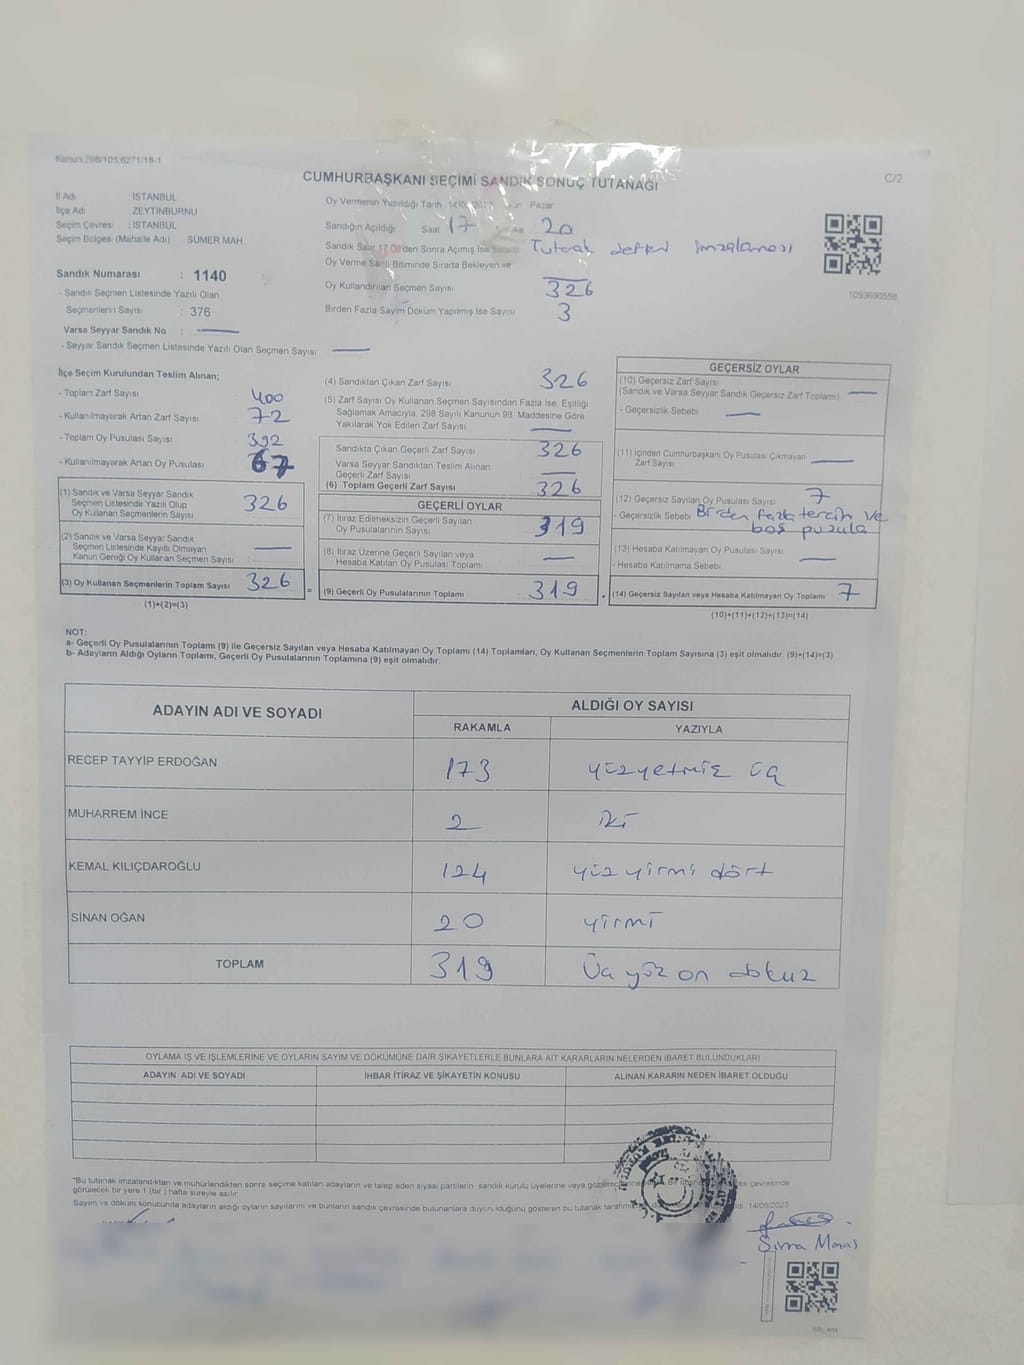 CUMHURBAŞKANI SEÇİMİ SANDIK SONUÇ TUTANAĞI
C/2
İl Adı İSTANBUL
İlçe Adı ZEYTİNBURNU
Seçim Çevresi : İSTANBUL
Seçim Bölgesi (Mahalle Adı) SÜMER MAH
Sandık Numarası : 1140
- Sandık Seçmen Listesinde Yazılı Olan
Seçmenlerin Sayısı : 376
Varsa Seyyar Sandık No :
- Seyyar Sandık Seçmen Listesinde Yazılı Olan Seçmen Sayısı
Oy Vermenin Yapıldığı Tarih Pazar
Sandığın Açıldığı Saat 17 20
Sandık Saat 17.00'den Sonra Açılmış İse Tutanak defteri imzalaması
Oy Verme Saati Bitiminde Sırada Bekleyen ve
Oy Kullandırılan Seçmen Sayısı 326
Birden Fazla Sayım Döküm Yapılmış İse Sayısı 3
1093690558
İlçe Seçim Kurulundan Teslim Alınan;
- Toplam Zarf Sayısı 400
- Kullanılmayarak Artan Zarf Sayısı 72
- Toplam Oy Pusulası Sayısı 392
- Kullanılmayarak Artan Oy Pusulası 67
(1) Sandık ve Varsa Seyyar Sandık
Seçmen Listesinde Yazılı Olup
Oy Kullanan Seçmenlerin Sayısı 326
(2) Sandık ve Varsa Seyyar Sandık
Seçmen Listesinde Kayıtlı Olmayan
Kanun Gereği Oy Kullanan Seçmen Sayısı
(3) Oy Kullanan Seçmenlerin Toplam Sayısı 326
(1)+(2)=(3)
(4) Sandıktan Çıkan Zarf Sayısı 326
(5) Zarf Sayısı Oy Kullanan Seçmen Sayısından Fazla İse, Eşitliği
Sağlamak Amacıyla, 298 Sayılı Kanunun 98. Maddesine Göre
Yakılarak Yok Edilen Zarf Sayısı
Sandıkta Çıkan Geçerli Zarf Sayısı 326
Varsa Seyyar Sandıktan Teslim Alınan
Geçerli Zarf Sayısı
(6) Toplam Geçerli Zarf Sayısı 326
GEÇERLİ OYLAR
(7) İtiraz Edilmeksizin Geçerli Sayılan
Oy Pusulalarının Sayısı 319
(8) İtiraz Üzerine Geçerli Sayılan veya
Hesaba Katılan Oy Pusulası Toplamı
(9) Geçerli Oy Pusulalarının Toplamı 319
GEÇERSİZ OYLAR
(10) Geçersiz Zarf Sayısı
(Sandık ve Varsa Seyyar Sandık Geçersiz Zarf Toplamı)
- Geçersizlik Sebebi
(11) İçinden Cumhurbaşkanı Oy Pusulası Çıkmayan
Zarf Sayısı
(12) Geçersiz Sayılan Oy Pusulası Sayısı 7
- Geçersizlik Sebebi Birden fazla tercih ve
boş pusula
(13) Hesaba Katılmayan Oy Pusulası Sayısı
- Hesaba Katılmama Sebebi
(14) Geçersiz Sayılan veya Hesaba Katılmayan Oy Toplamı 7
(10)+(11)+(12)+(13)=(14)
NOT:
a- Geçerli Oy Pusulalarının Toplamı (9) ile Geçersiz Sayılan veya Hesaba Katılmayan Oy Toplamı (14) Toplamları, Oy Kullanan Seçmenlerin Toplam Sayısına (3) eşit olmalıdır. (9)+(14)=(3)
b- Adayların Aldığı Oyların Toplamı, Geçerli Oy Pusulalarının Toplamına (9) eşit olmalıdır.
ADAYIN ADI VE SOYADI ALDIĞI OY SAYISI
RAKAMLA YAZIYLA
RECEP TAYYİP ERDOĞAN 173 yüzyetmiş üç
MUHARREM İNCE 2 iki
KEMAL KILIÇDAROĞLU 124 yüz yirmi dört
SİNAN OĞAN 20 yirmi
TOPLAM 319 Üç yüz on dokuz
OYLAMA İŞ VE İŞLEMLERİNE VE OYLARIN SAYIM VE DÖKÜMÜNE DAİR ŞİKAYETLERLE BUNLARA AİT KARARLARIN NELERDEN İBARET BULUNDUKLARI
ADAYIN ADI VE SOYADI İHBAR İTİRAZ VE ŞİKAYETİN KONUSU ALINAN KARARIN NEDEN İBARET OLDUĞU
*Bu tutanak imzalandıktan ve mühürlendikten sonra seçime katılan adayların ve talep eden siyasi partilerin sandık kurulu üyelerine veya çevresinde
görülecek bir yere 1 (bir) hafta süreyle asılır.
Sayım ve döküm sonucunda adayların aldığı oyların sayılarını ve bunların sandık çevresinde bulunanlara duyurulduğunu gösteren bu tutanak 14/05/2023